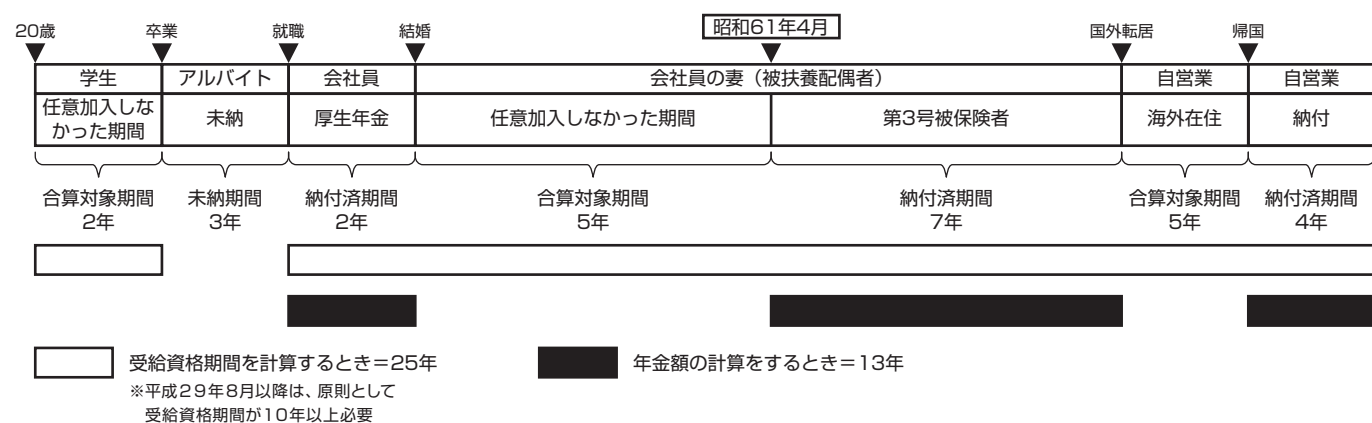 20歳 卒業 就職 結婚 昭和61年4月 国外転居 帰国
学生 アルバイト 会社員 会社員の妻（被扶養配偶者） 自営業 自営業
任意加入しな
かった期間 未納 厚生年金 任意加入しなかった期間 第3号被保険者 海外在住 納付
合算対象期間 未納期間 納付済期間 合算対象期間 納付済期間 合算対象期間 納付済期間
2年 3年 2年 5年 7年 5年 4年
受給資格期間を計算するとき＝25年 年金額の計算をするとき＝13年
※平成29年8月以降は、原則として
受給資格期間が10年以上必要